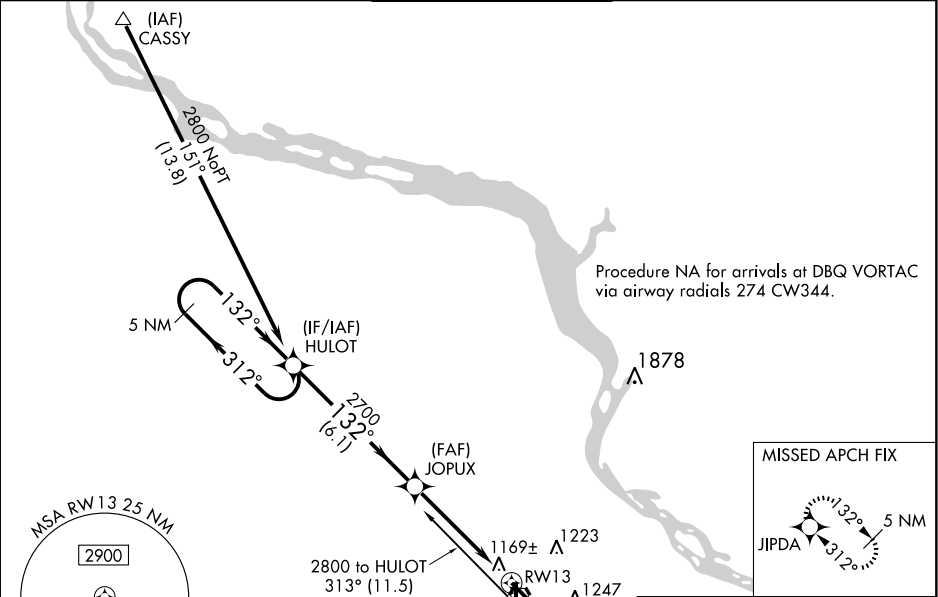 (IAF)
CASSY
2800 NoPT
151°
(13.8)
Procedure NA for arrivals at DBQ VORTAC
via airway radials 274 CW344.
132°
5 NM
312°
(IF/IAF)
HULOT
1878
2700
132°
(6.1)
(FAF)
JOPUX
MISSED APCH FIX
132°
5 NM
JIPDA
312°
MSA RW13 25 NM
2900
1169±
1223
2800 to HULOT
313° (11.5)
RW13
1247